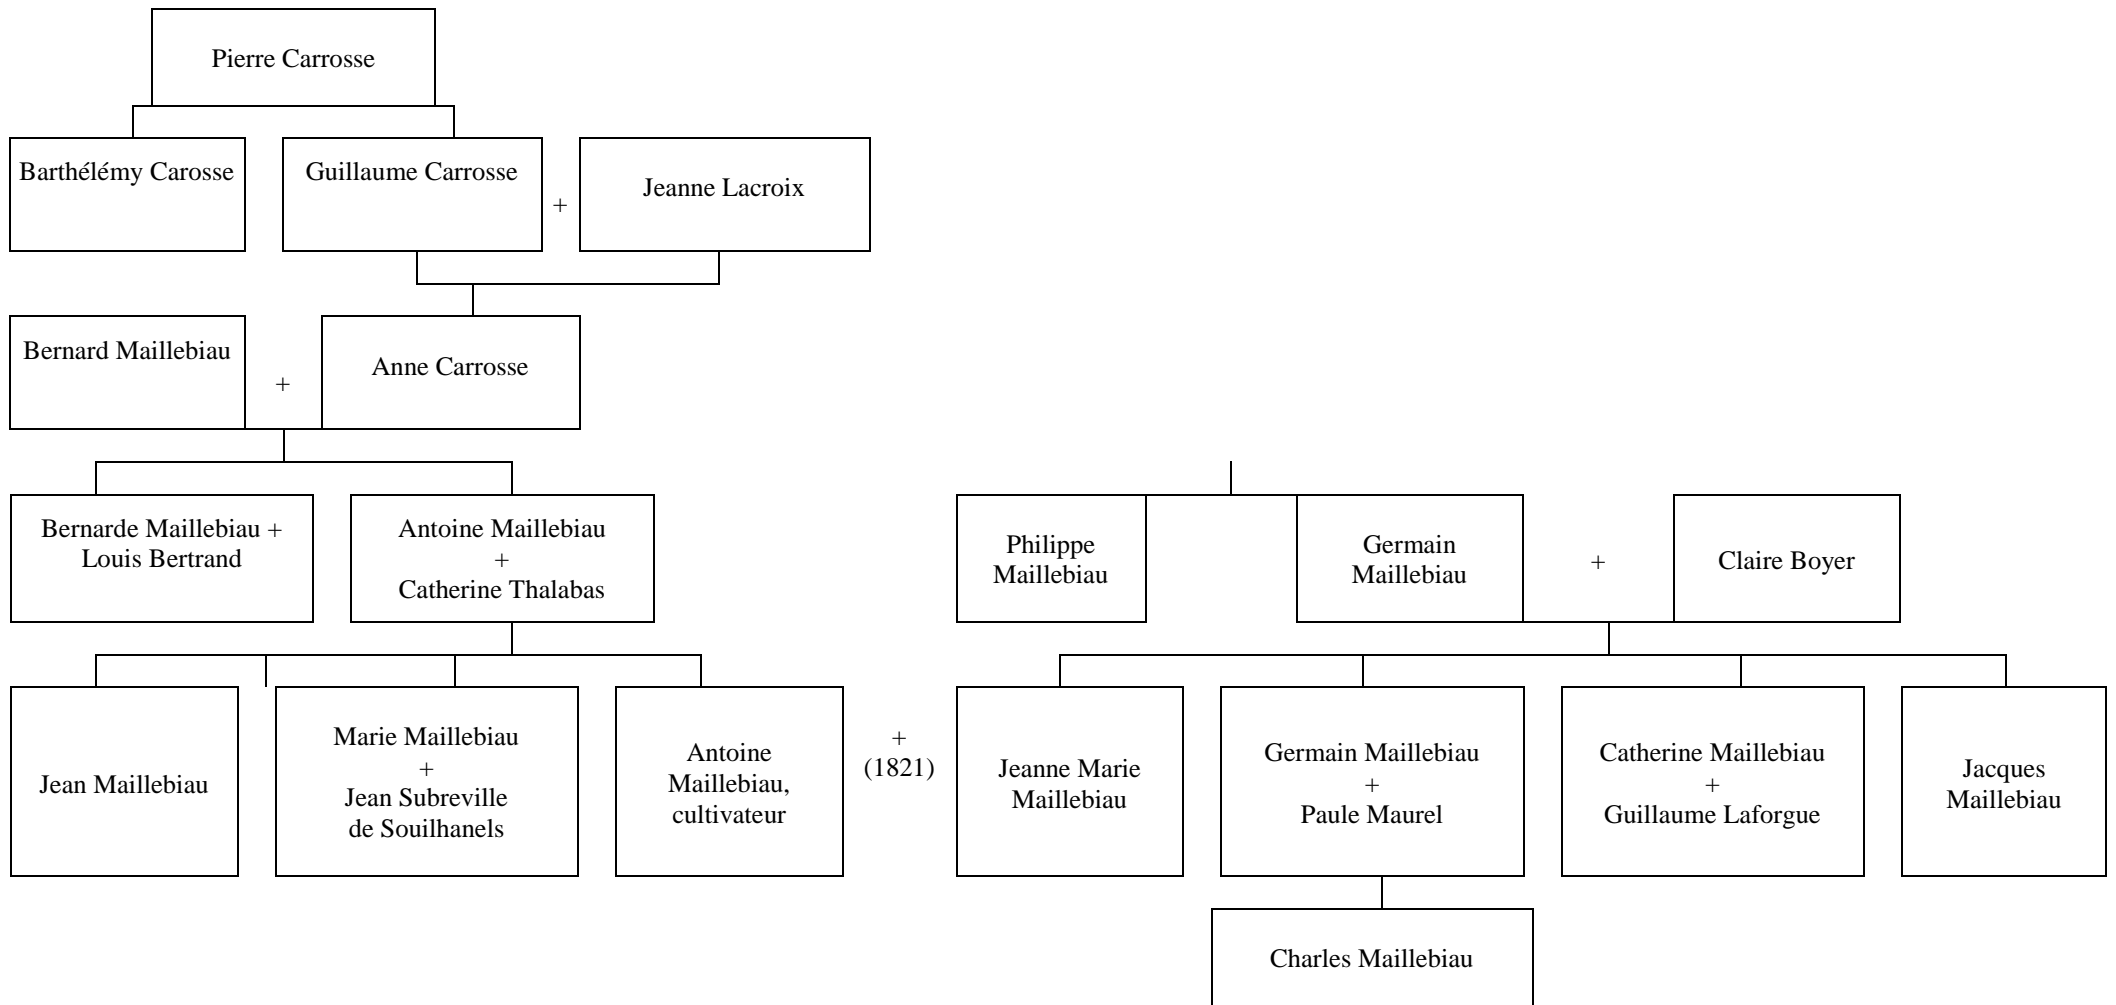 Pierre Carrosse
Barthélémy Carosse
Guillaume Carrosse
+
Jeanne Lacroix
Bernard Maillebiau
+
Anne Carrosse
Bernarde Maillebiau +
Louis Bertrand
Antoine Maillebiau
+
Catherine Thalabas
Philippe
Maillebiau
Germain
Maillebiau
+
Claire Boyer
Jean Maillebiau
Marie Maillebiau
+
Jean Subreville
de Souilhanels
Antoine
Maillebiau,
cultivateur
+
(1821)
Jeanne Marie
Maillebiau
Germain Maillebiau
+
Paule Maurel
Catherine Maillebiau
+
Guillaume Laforgue
Jacques
Maillebiau
Charles Maillebiau